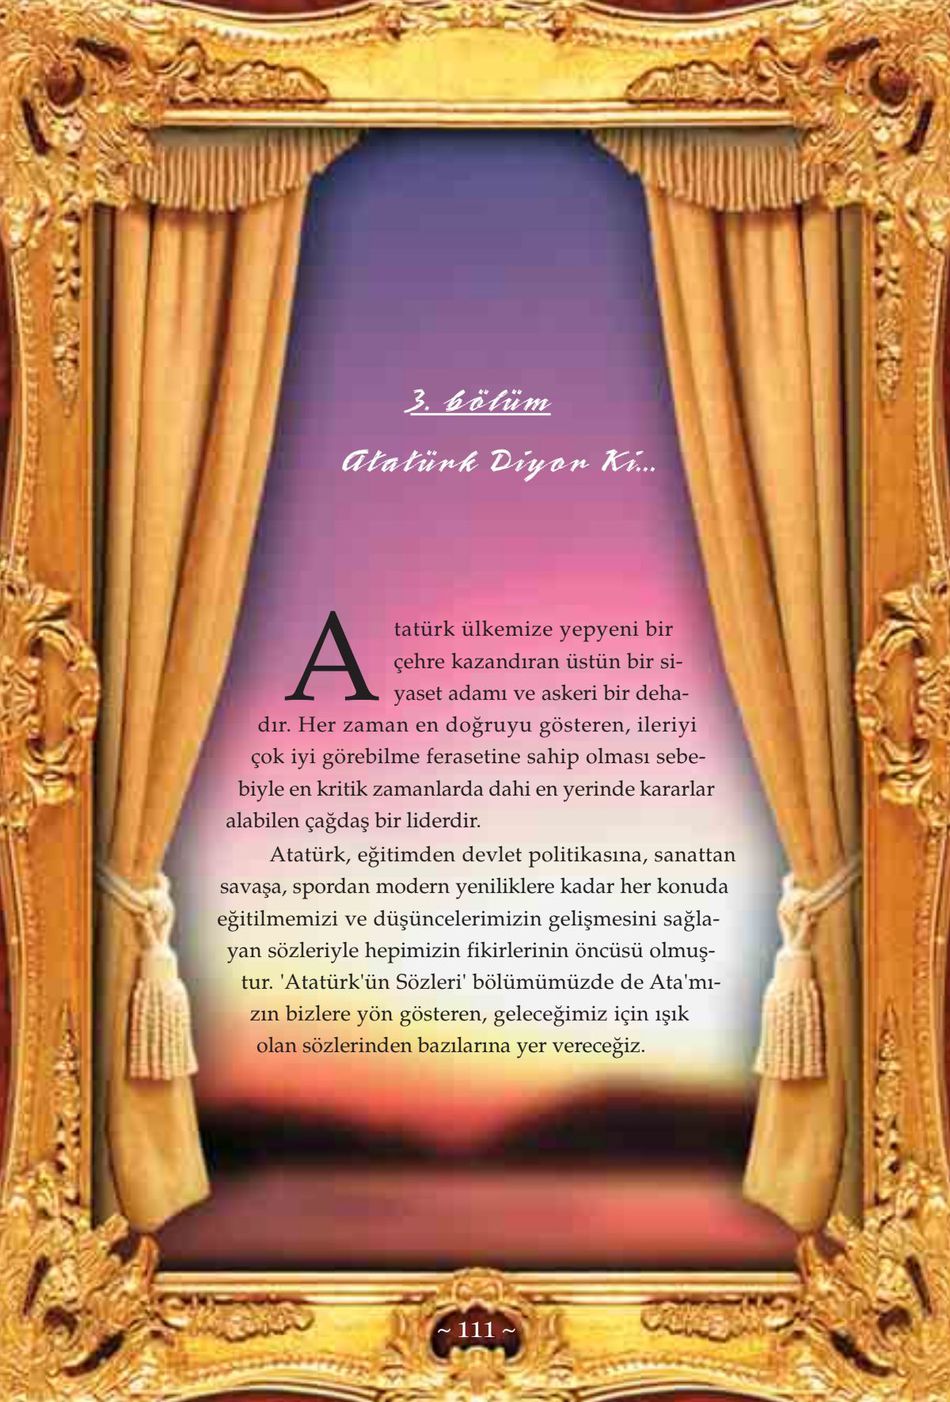 3. bölüm
Atatürk Diyor Ki...
Atatürk ülkemize yepyeni bir
çehre kazandıran üstün bir si-
yaset adamı ve askeri bir deha-
dır. Her zaman en doğruyu gösteren, ileriyi
çok iyi görebilme ferasetine sahip olması sebe-
biyle en kritik zamanlarda dahi en yerinde kararlar
alabilen çağdaş bir liderdir.
Atatürk, eğitimden devlet politikasına, sanattan
savaşa, spordan modern yeniliklere kadar her konuda
eğitilmemizi ve düşüncelerimizin gelişmesini sağla-
yan sözleriyle hepimizin fikirlerinin öncüsü olmuş-
tur. 'Atatürk'ün Sözleri' bölümümüzde de Ata'mı-
zın bizlere yön gösteren, geleceğimiz için ışık
olan sözlerinden bazılarına yer vereceğiz.
~ 111 ~